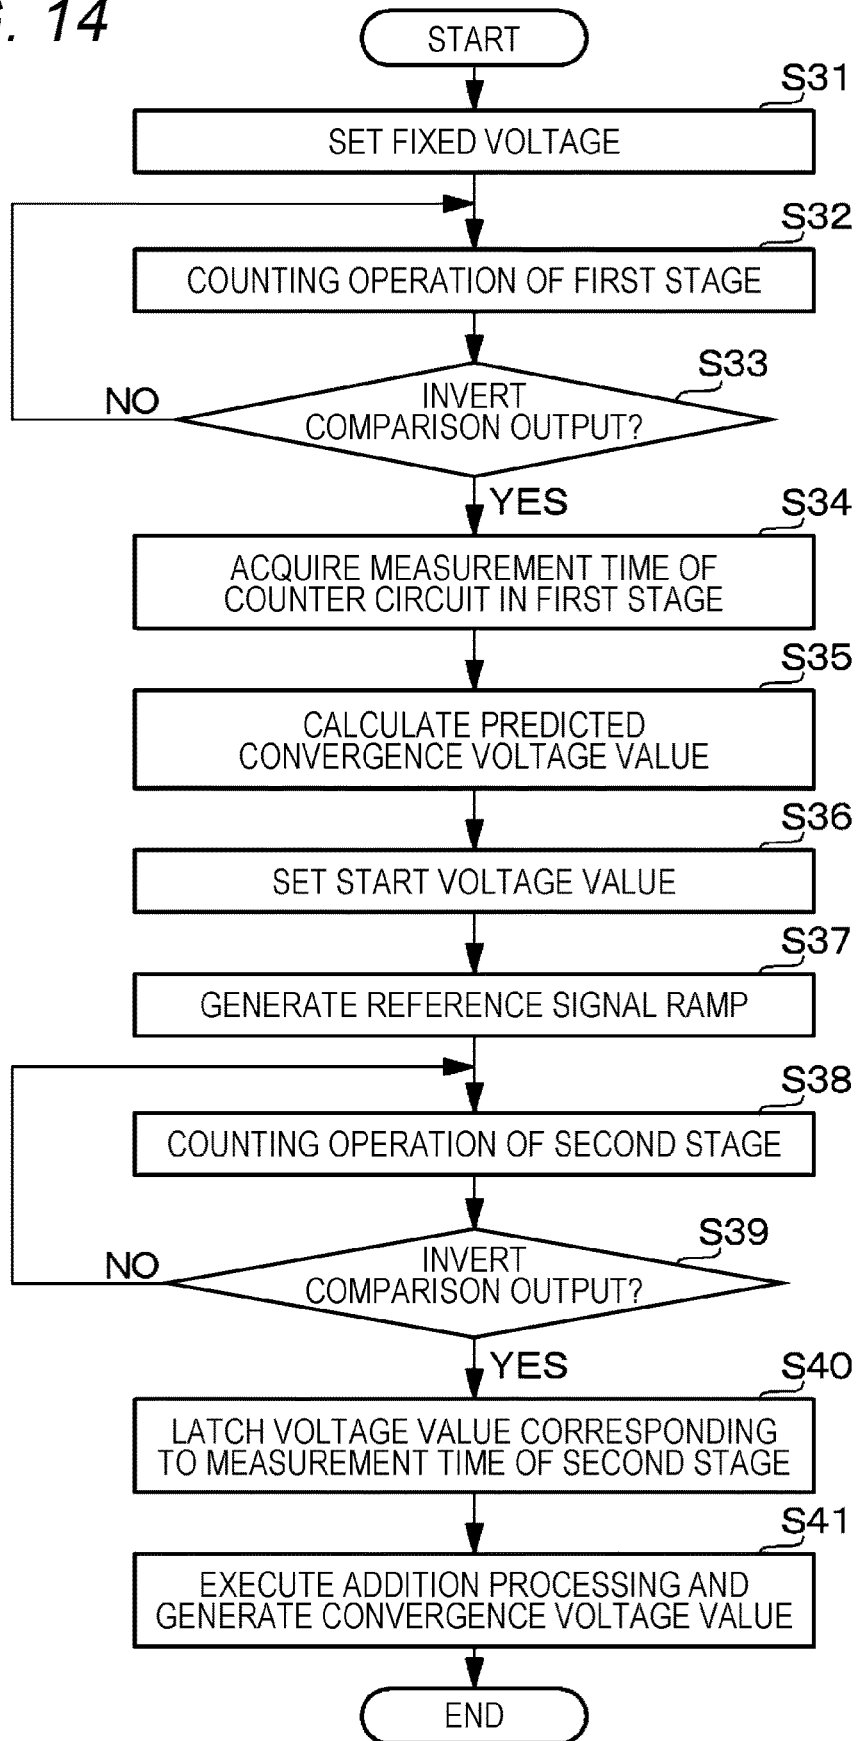 G. 14
START
S31
SET FIXED VOLTAGE
S32
COUNTING OPERATION OF FIRST STAGE
S33
INVERT
COMPARISON OUTPUT?
NO
YES
S34
ACQUIRE MEASUREMENT TIME OF
COUNTER CIRCUIT IN FIRST STAGE
S35
CALCULATE PREDICTED
CONVERGENCE VOLTAGE VALUE
S36
SET START VOLTAGE VALUE
S37
GENERATE REFERENCE SIGNAL RAMP
S38
COUNTING OPERATION OF SECOND STAGE
S39
INVERT
COMPARISON OUTPUT?
NO
YES
S40
LATCH VOLTAGE VALUE CORRESPONDING
TO MEASUREMENT TIME OF SECOND STAGE
S41
EXECUTE ADDITION PROCESSING AND
GENERATE CONVERGENCE VOLTAGE VALUE
END